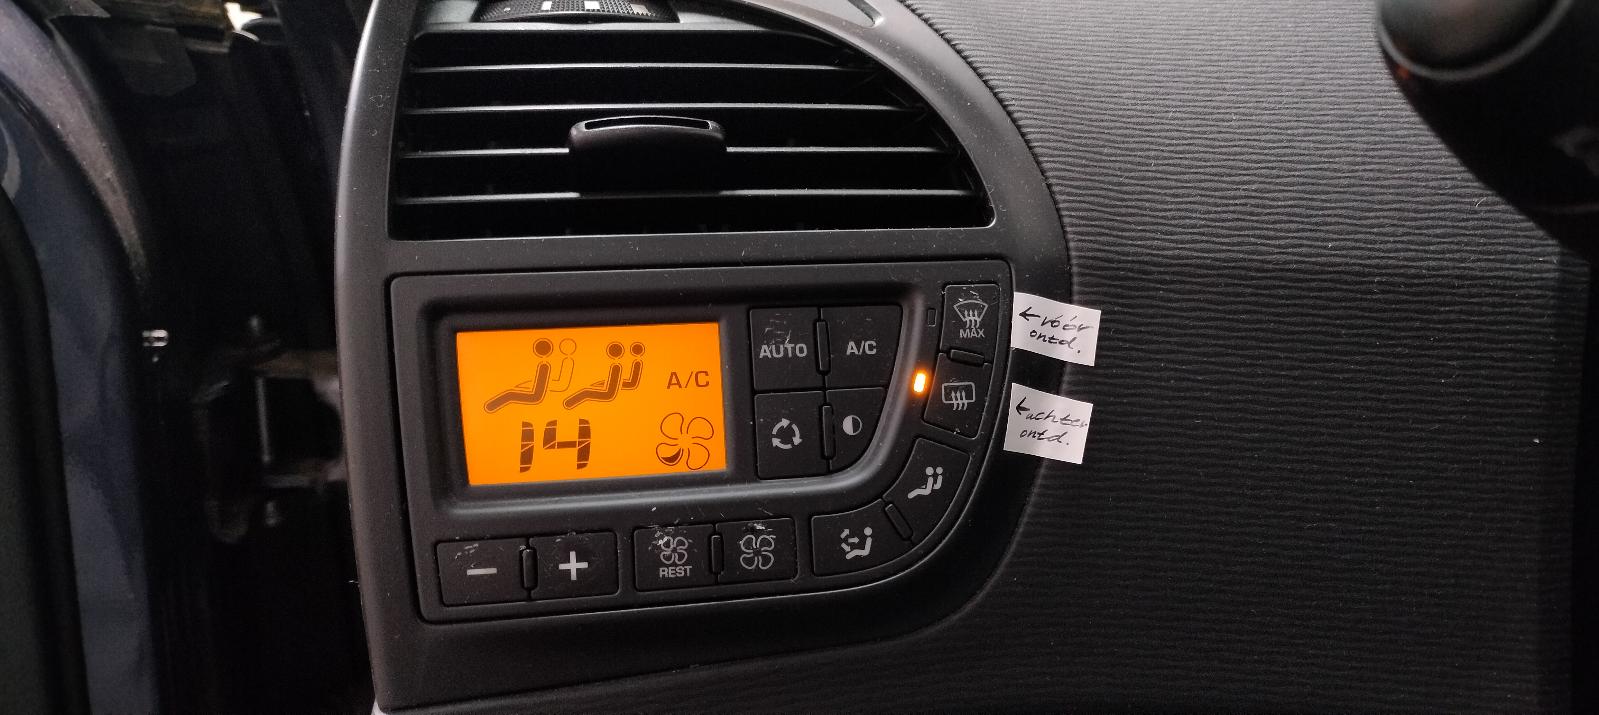 MAX
← vóór
ontd.
AUTO
A/C
A/C
14
← achter
ontd.
REST